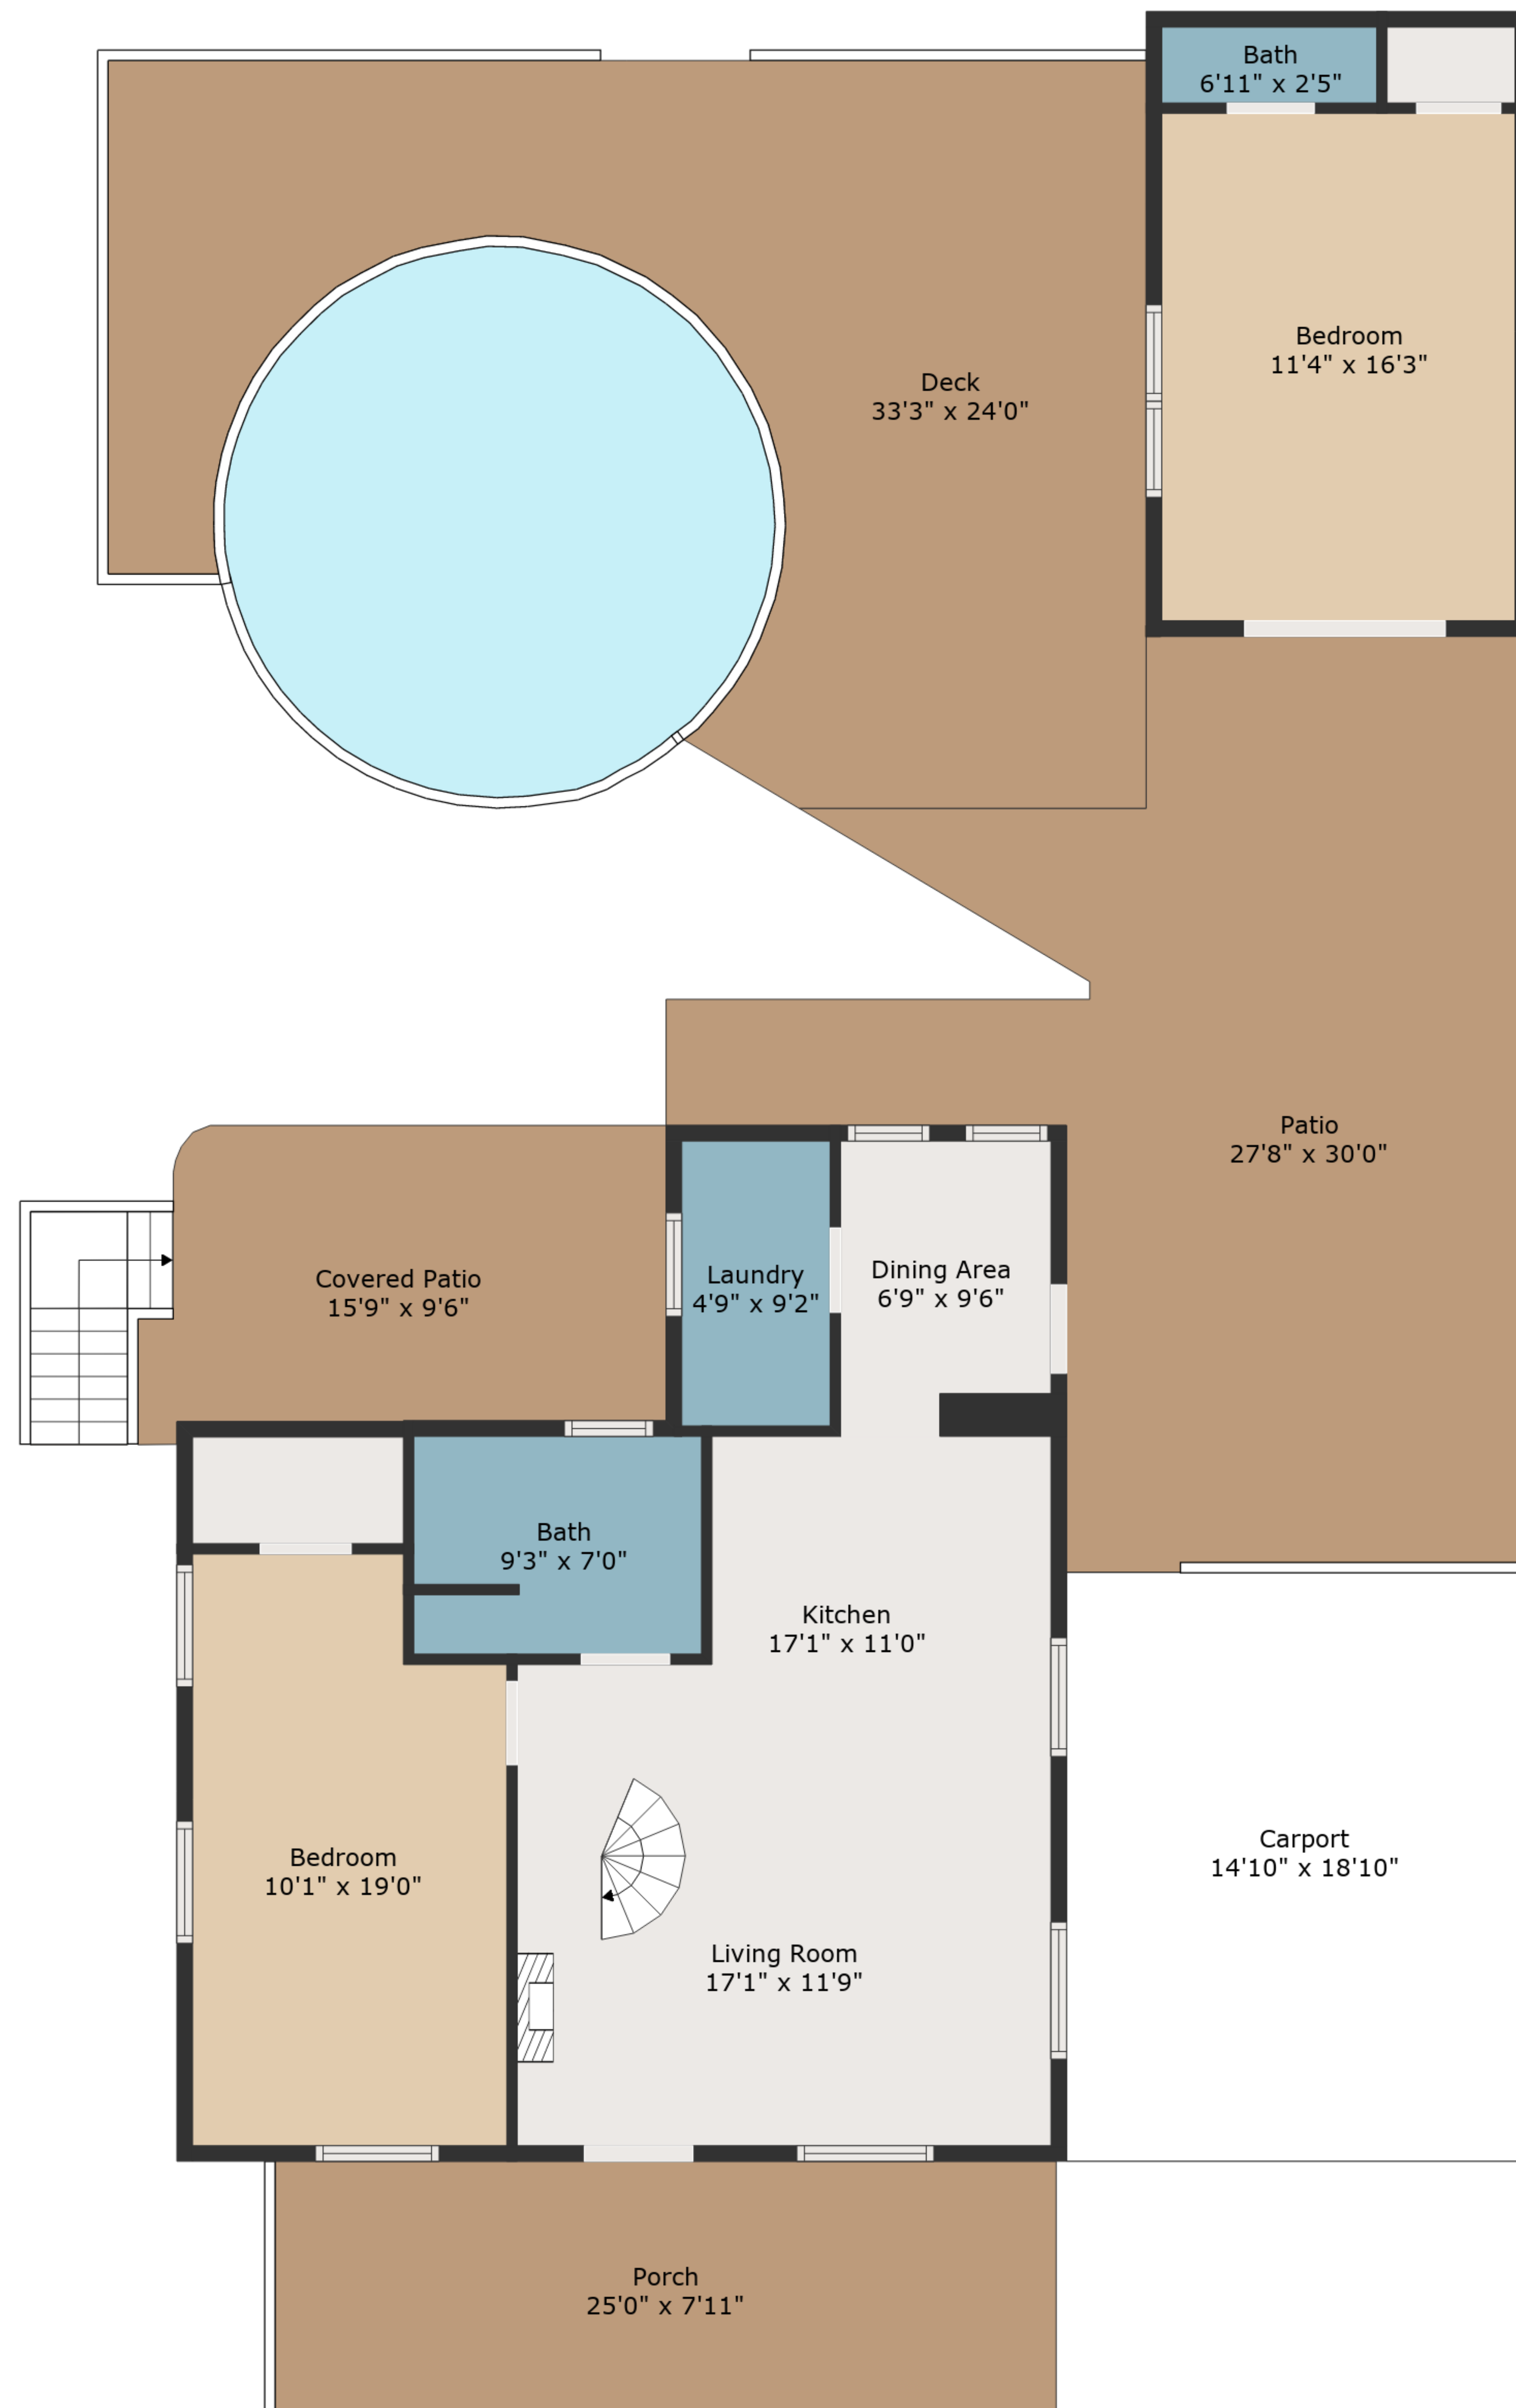 Bath
6'11" x 2'5"
Bedroom
11'4" x 16'3"
Deck
33'3" x 24'0"
Patio
27'8" x 30'0"
Covered Patio
15'9" x 9'6"
Laundry
4'9" x 9'2"
Dining Area
6'9" x 9'6"
Bath
9'3" x 7'0"
Kitchen
17'1" x 11'0"
Carport
14'10" x 18'10"
Bedroom
10'1" x 19'0"
Living Room
17'1" x 11'9"
Porch
25'0" x 7'11"